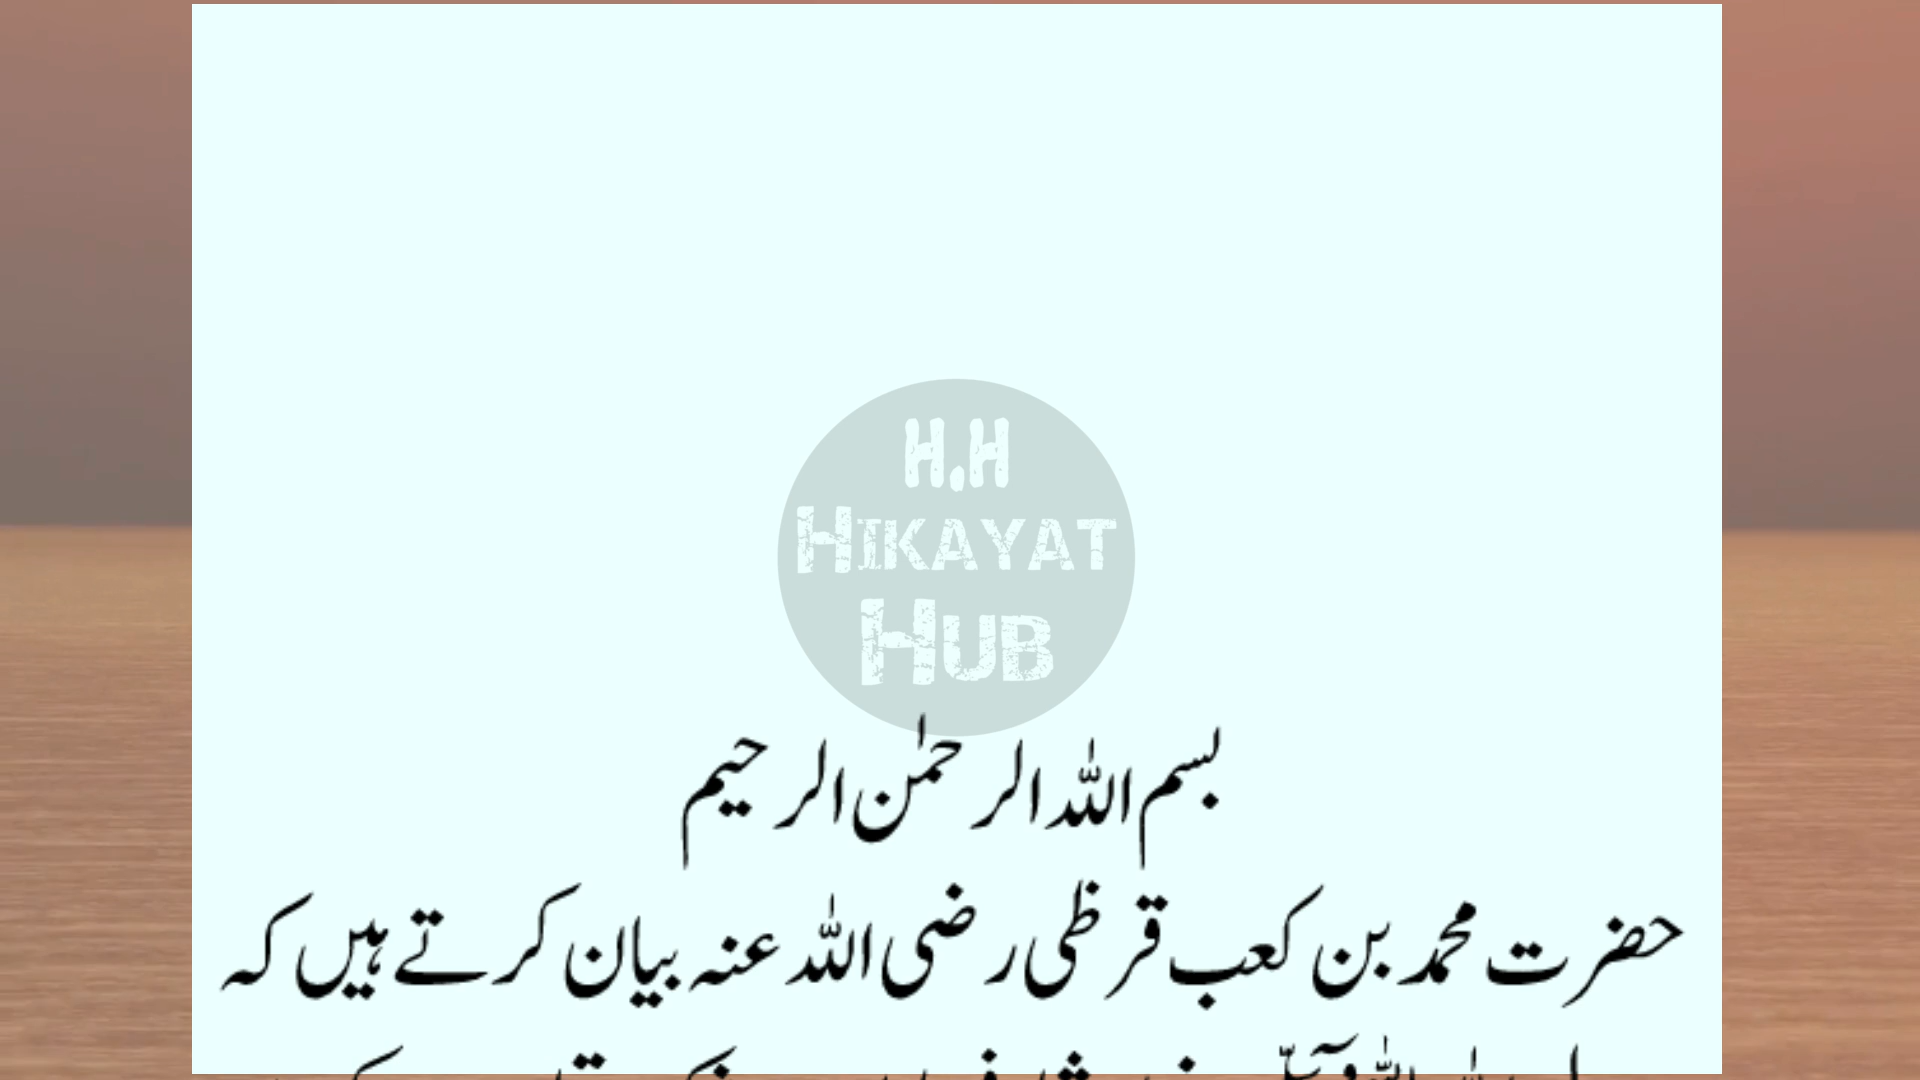 H.H
HIKAYAT
HUB
بسم اللہ الرحمٰن الرحیم
حضرت محمد بن کعب قرظی رضی اللہ عنہ بیان کرتے ہیں کہ